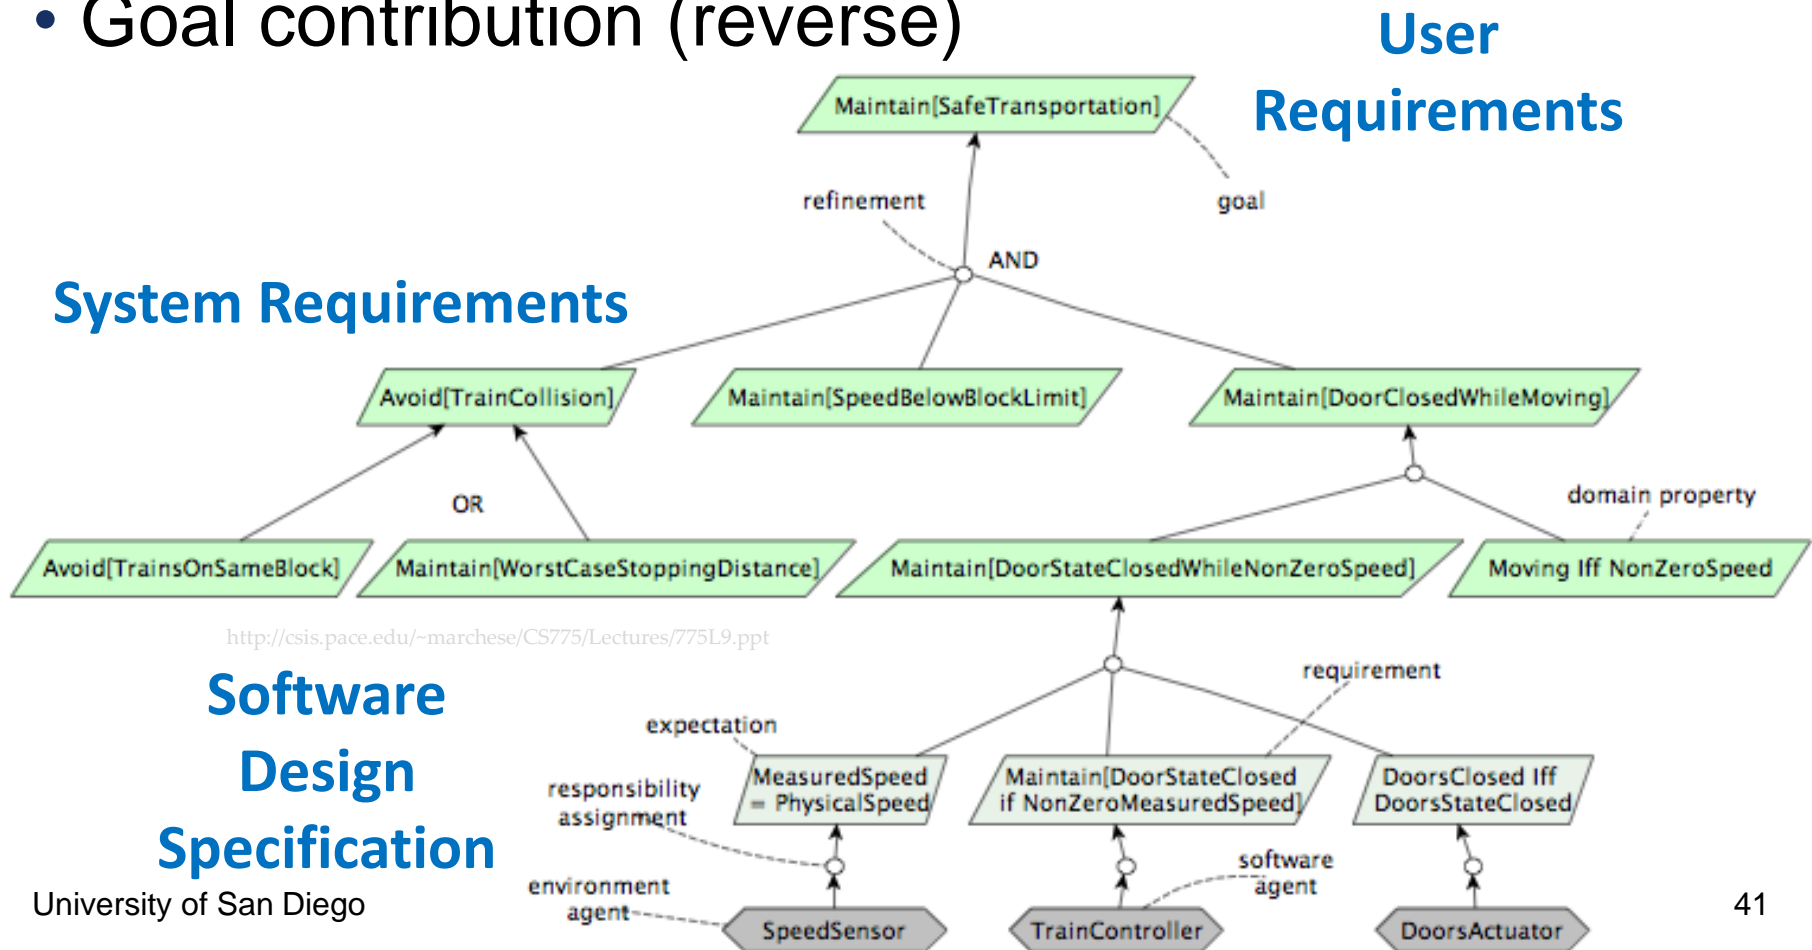 • Goal contribution (reverse)
User
Requirements
Maintain[SafeTransportation]
refinement
goal
AND
System Requirements
Avoid[TrainCollision]
Maintain[SpeedBelowBlockLimit]
Maintain[DoorClosedWhileMoving]
OR
domain property
Avoid[TrainsOnSameBlock]
Maintain[WorstCaseStoppingDistance]
Maintain[DoorStateClosedWhileNonZeroSpeed]
Moving Iff NonZeroSpeed
http://csis.pace.edu/~marchese/CS775/Lectures/775L9.ppt
Software
Design
Specification
requirement
expectation
MeasuredSpeed
= PhysicalSpeed
Maintain[DoorStateClosed
if NonZeroMeasuredSpeed]
DoorsClosed Iff
DoorsStateClosed
responsibility
assignment
software
agent
environment
agent
SpeedSensor
TrainController
DoorsActuator
University of San Diego
41